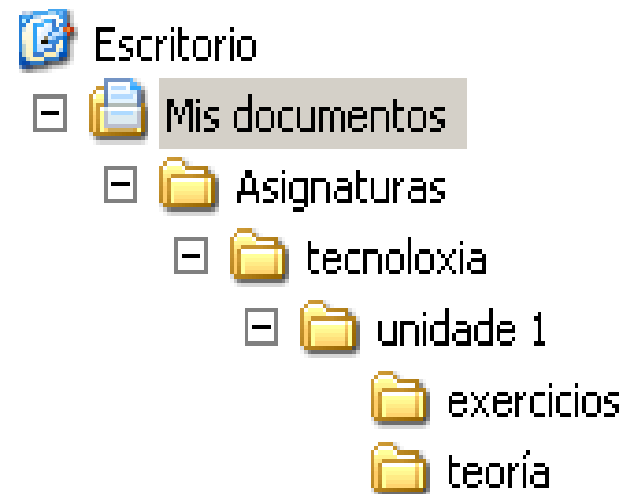 Escritorio
Mis documentos
Asignaturas
tecnoloxia
unidade 1
exercicios
teoría